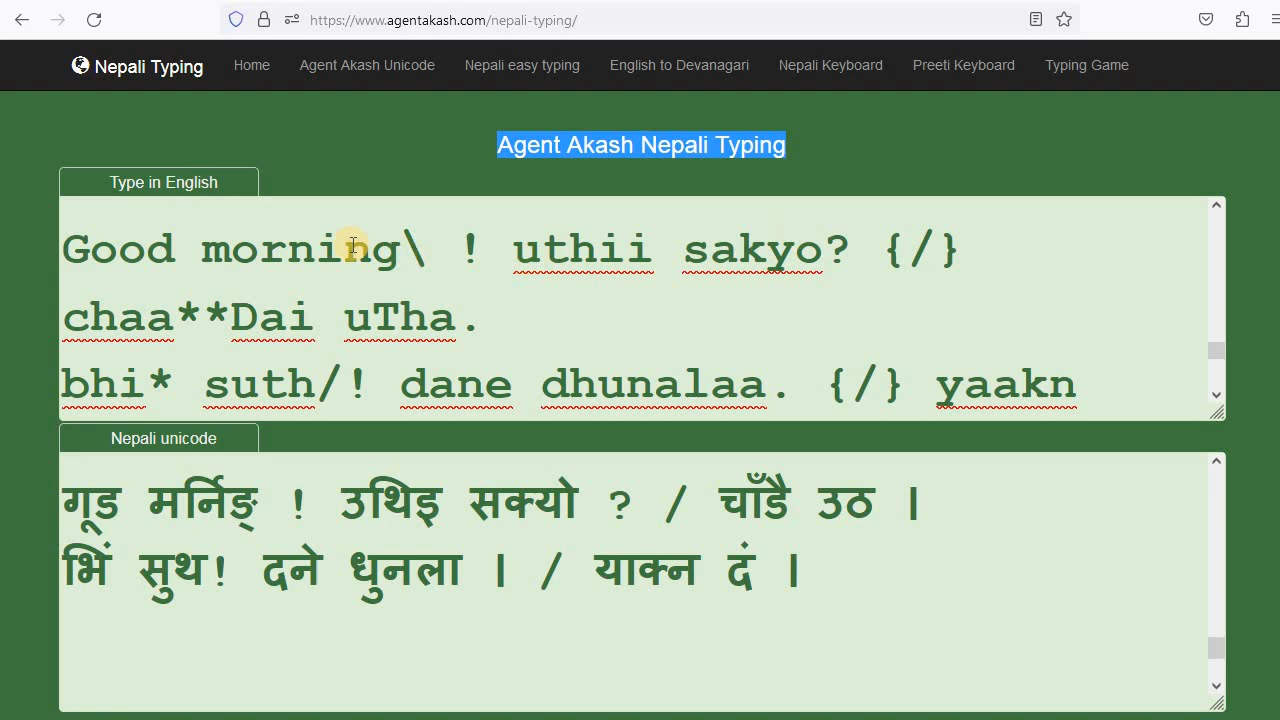 https://www.agentakash.com/nepali-typing/
Nepali Typing Home Agent Akash Unicode Nepali easy typing English to Devanagari Nepali Keyboard Preeti Keyboard Typing Game
Agent Akash Nepali Typing
Type in English
Good morning\ ! uthii sakyo? {/}
chaa**Dai uTha.
bhi* suth/! dane dhunalaa. {/} yaakn
Nepali unicode
गूड मर्निङ् ! उथिइ सक्यो ? / चाँडै उठ ।
भिं सुथ! दने धुनला । / याक्न दं ।